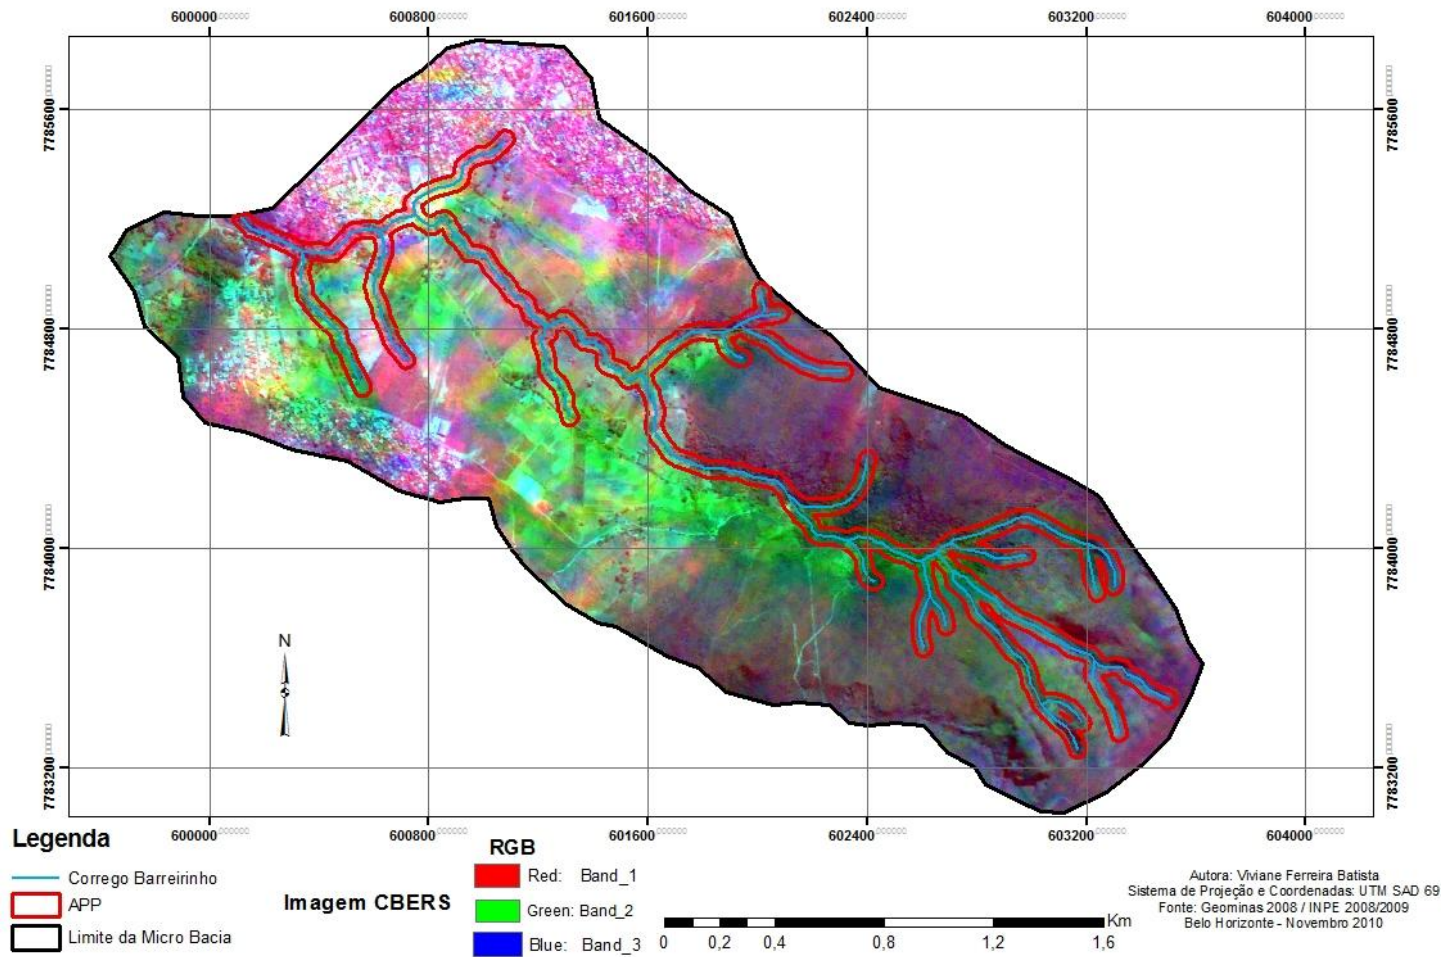 600000 600800 601600 602400 603200 604000
7785600 7785600
7784800 7784800
7784000 7784000
7783200 7783200
N
600000 600800 601600 602400 603200 604000
Legenda
Corrego Barreirinho
APP
Limite da Micro Bacia
Imagem CBERS
RGB
Red: Band_1
Green: Band_2
Blue: Band_3
Km
0 0,2 0,4 0,8 1,2 1,6
Autora: Viviane Ferreira Batista
Sistema de Projeção e Coordenadas: UTM SAD 69
Fonte: Geominas 2008 / INPE 2008/2009
Belo Horizonte - Novembro 2010